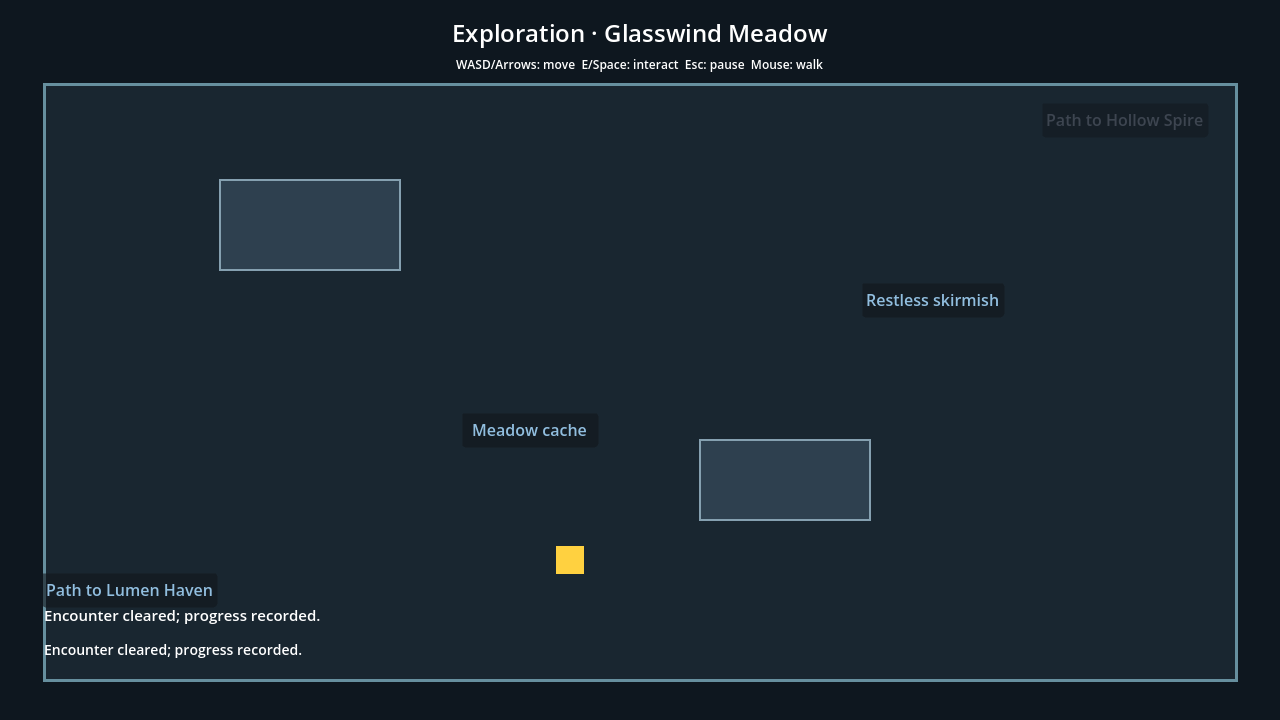 Exploration · Glasswind Meadow
WASD/Arrows: move  E/Space: interact  Esc: pause  Mouse: walk
Path to Hollow Spire
Restless skirmish
Meadow cache
Path to Lumen Haven
Encounter cleared; progress recorded.
Encounter cleared; progress recorded.